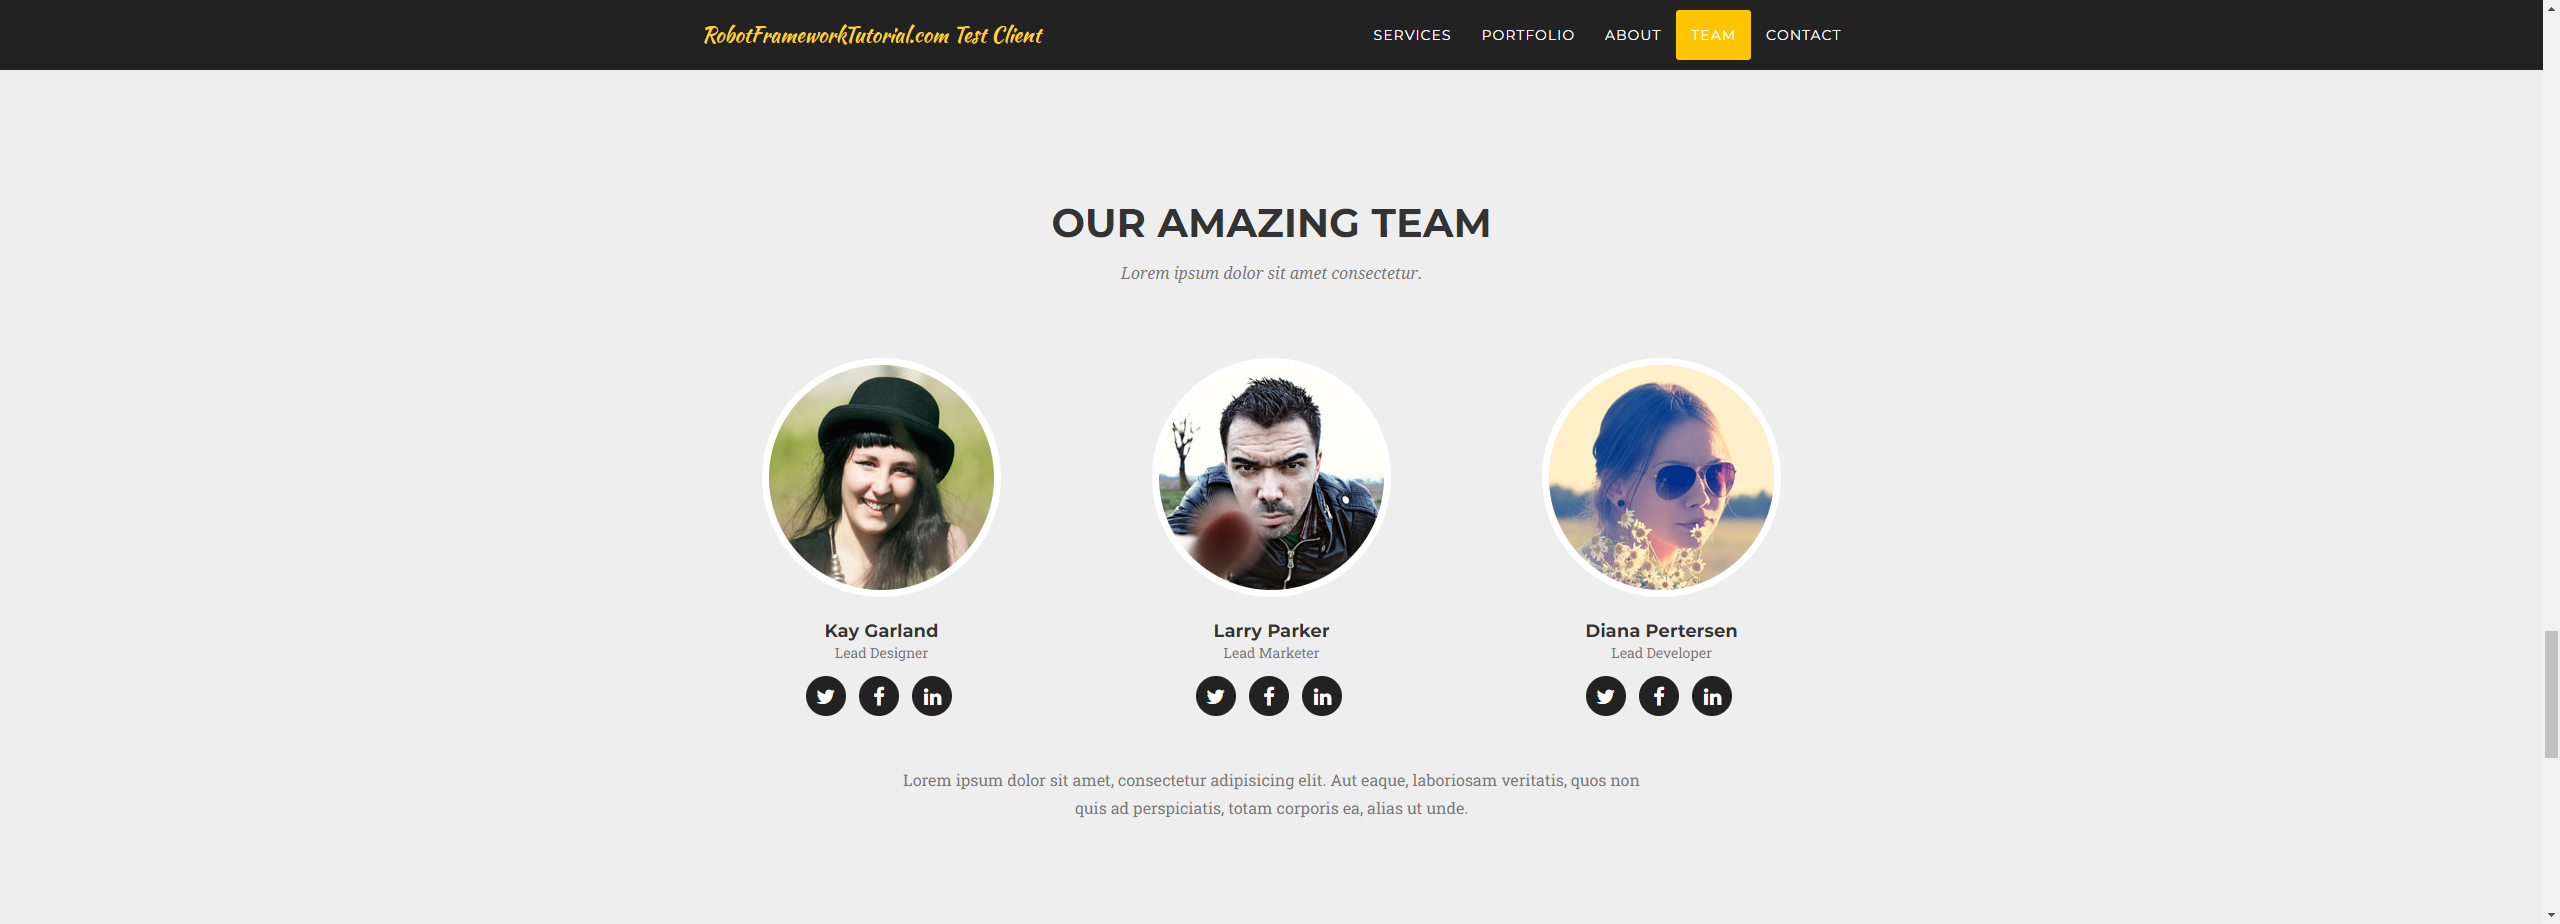 RobotFrameworkTutorial.com Test Client
SERVICES PORTFOLIO ABOUT TEAM CONTACT
OUR AMAZING TEAM
Lorem ipsum dolor sit amet consectetur.
Kay Garland
Lead Designer
Larry Parker
Lead Marketer
Diana Pertersen
Lead Developer
Lorem ipsum dolor sit amet, consectetur adipisicing elit. Aut eaque, laboriosam veritatis, quos non
quis ad perspiciatis, totam corporis ea, alias ut unde.